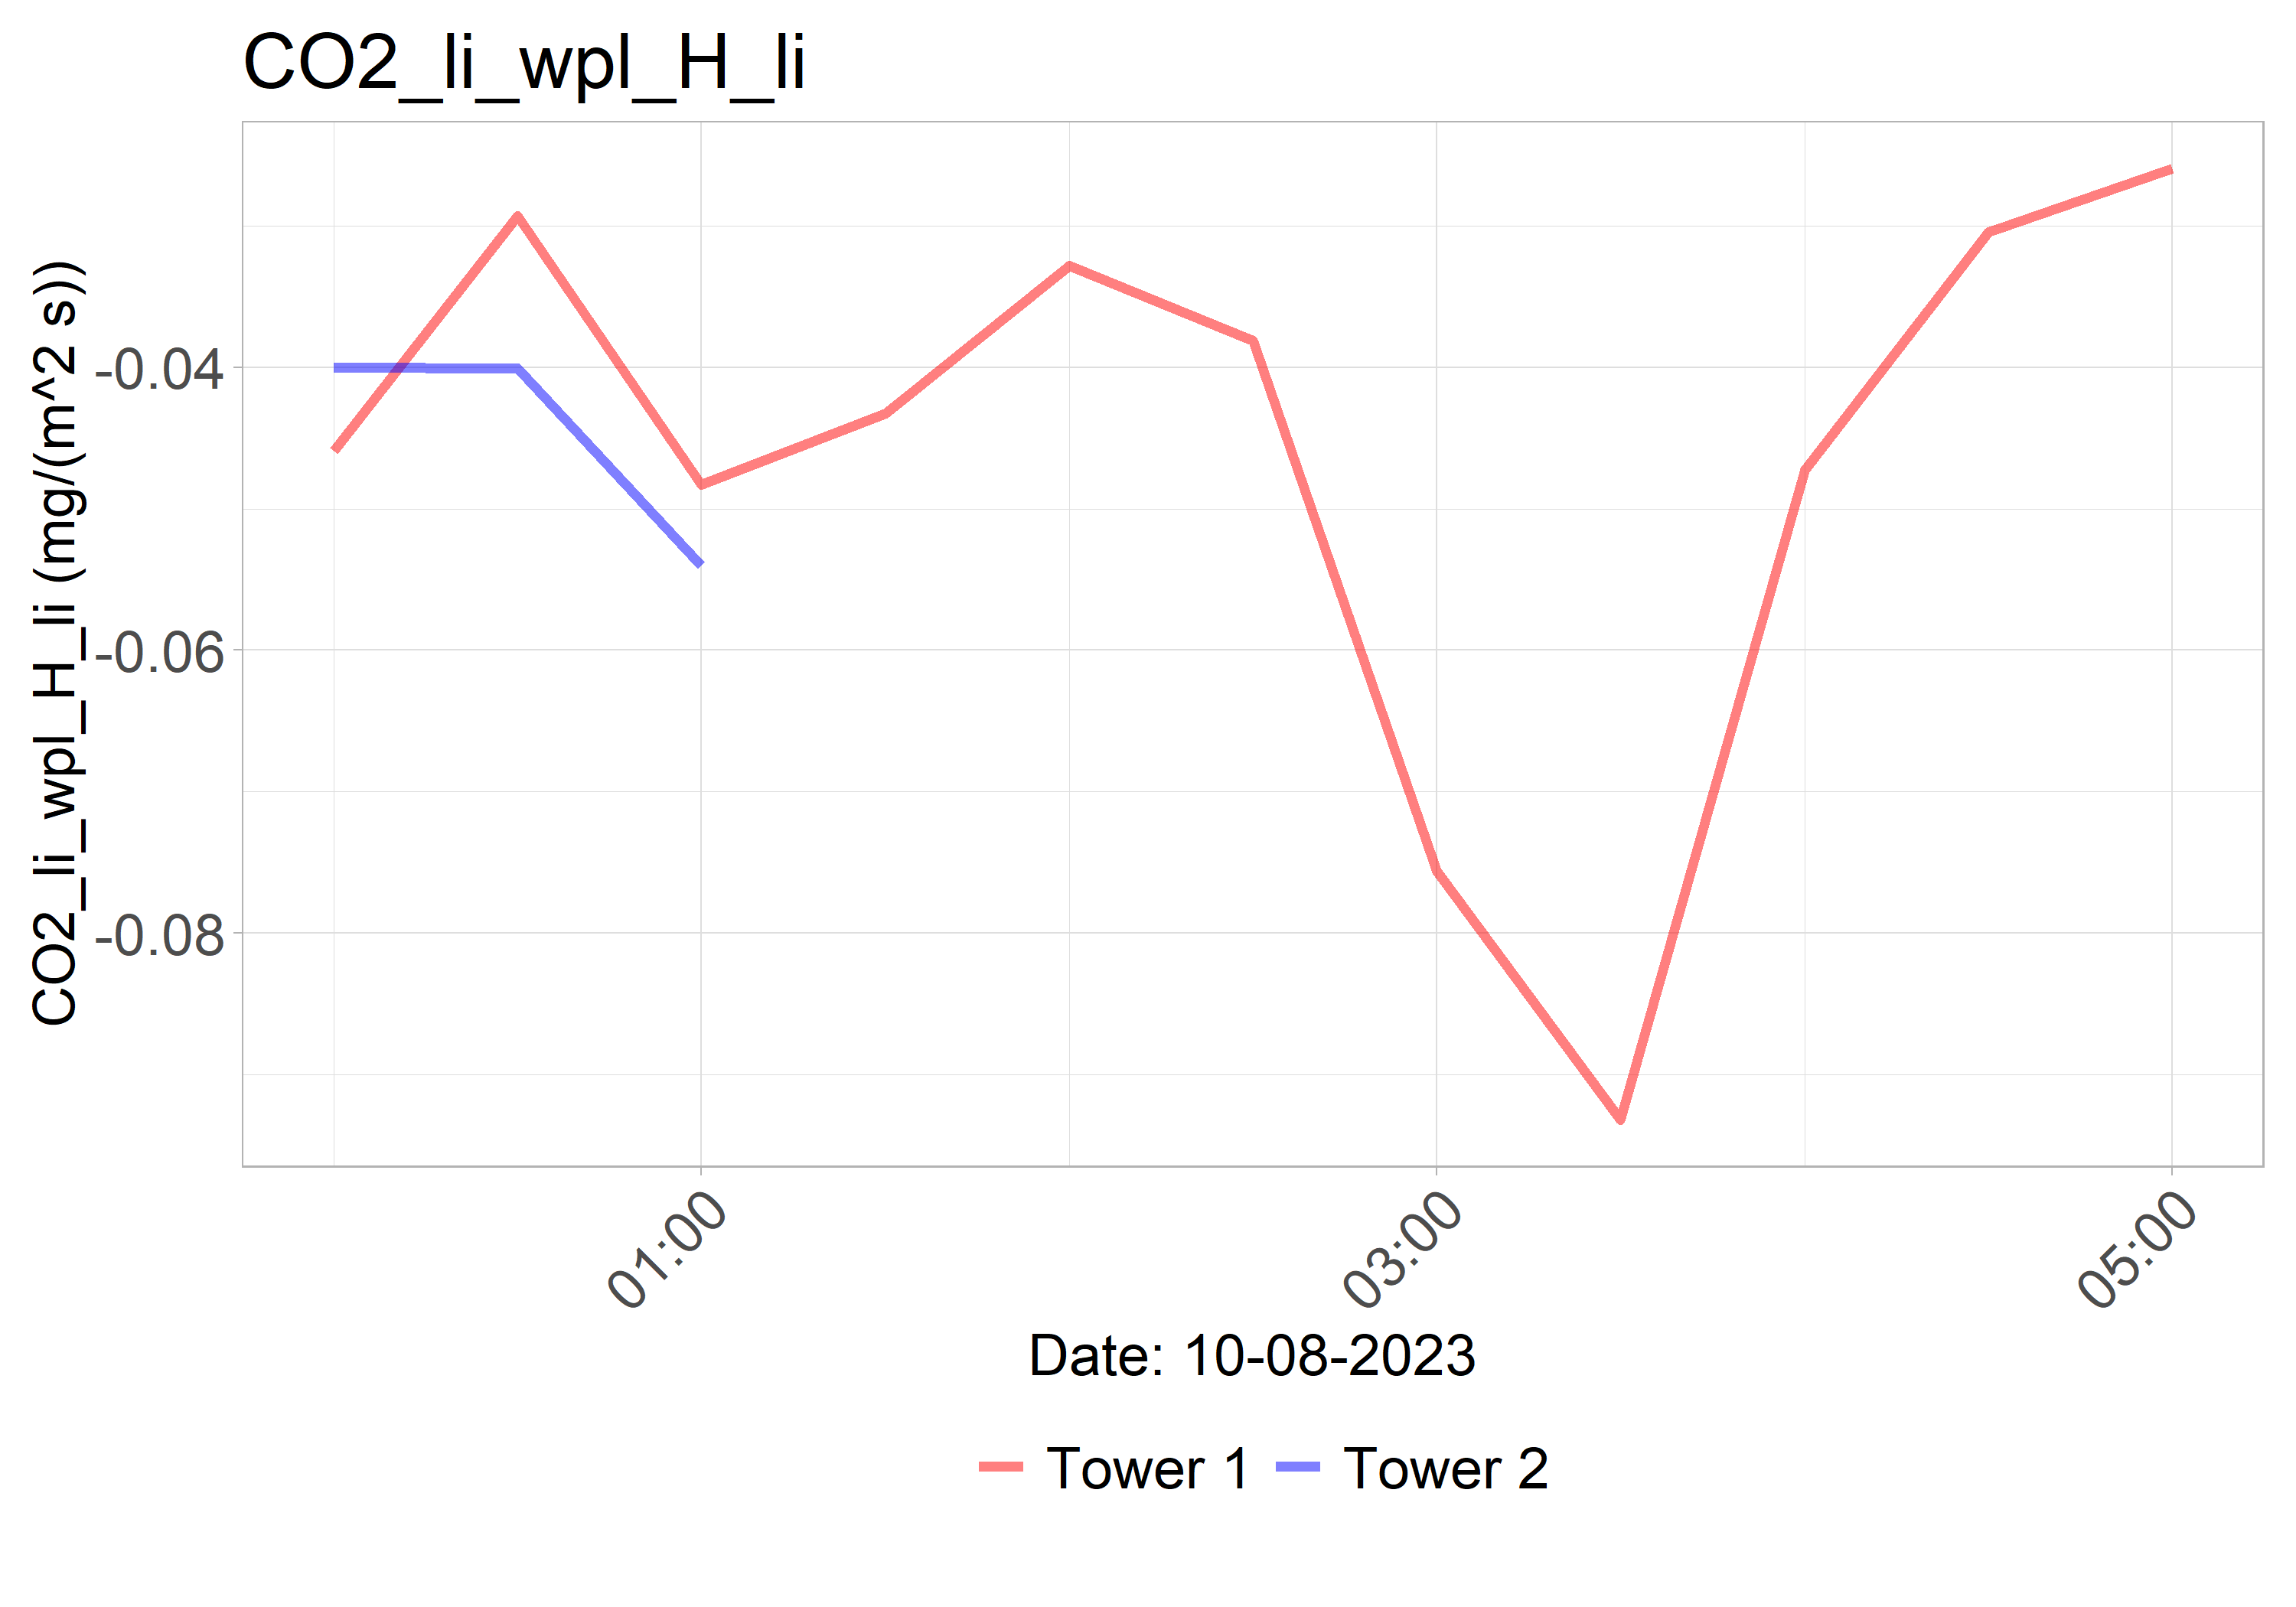 CO2_li_wpl_H_li
CO2_li_wpl_H_li (mg/(m^2 s))
-0.04
-0.06
-0.08
01:00
03:00
05:00
Date: 10-08-2023
Tower 1
Tower 2